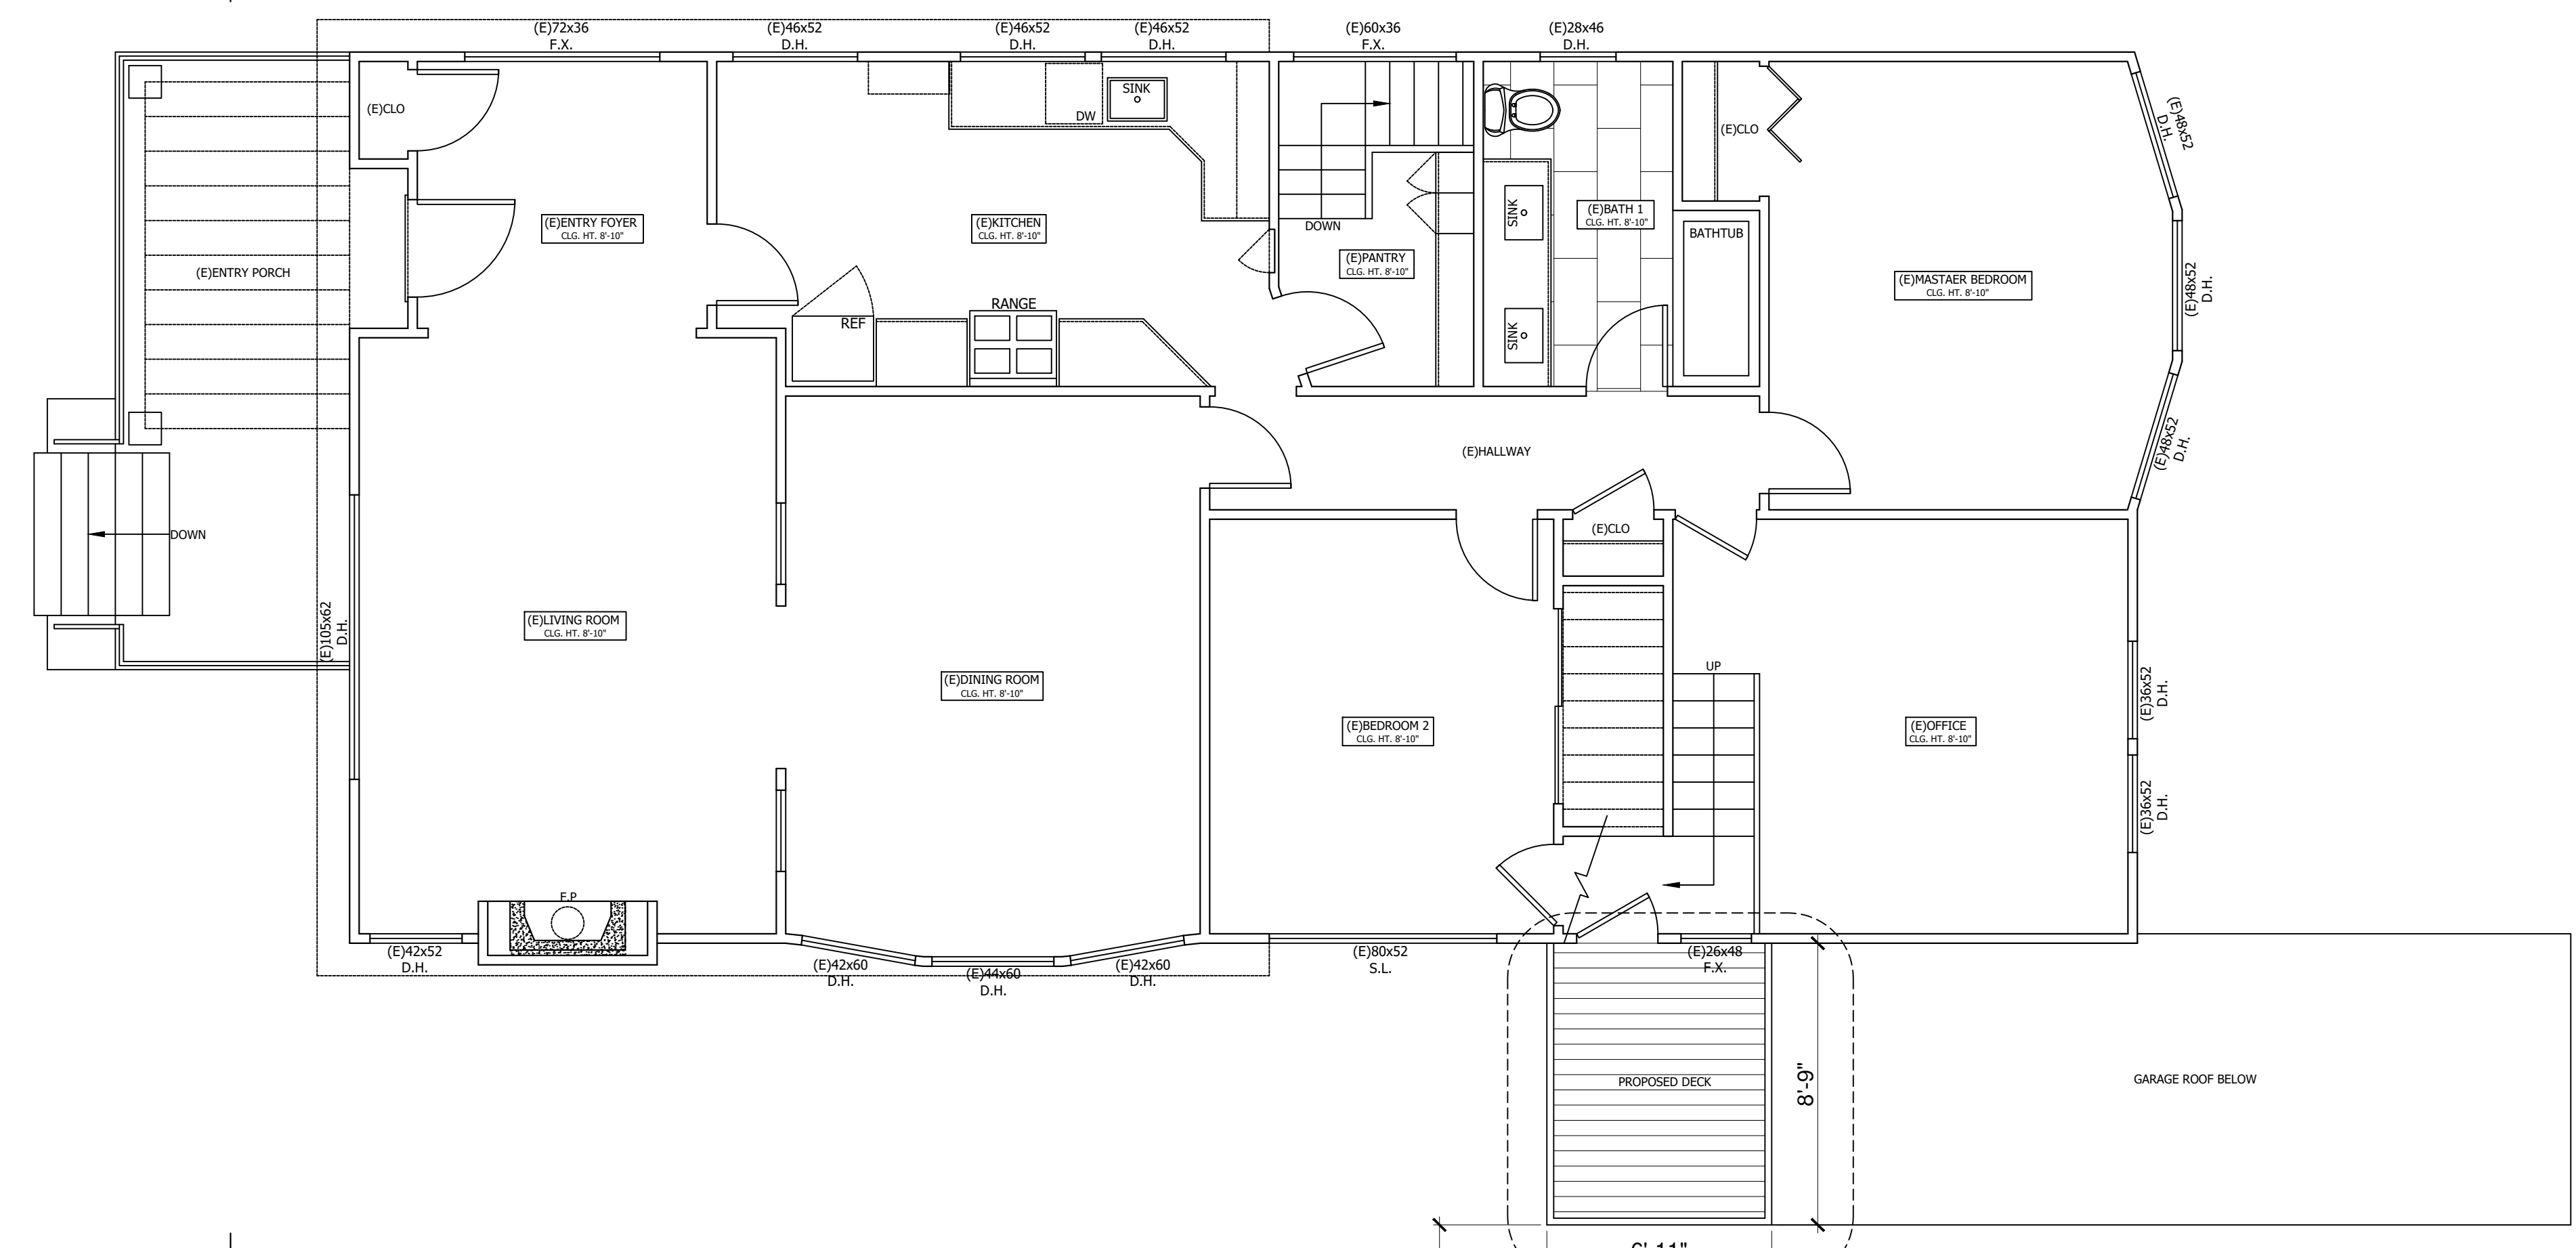 (E)72x36
F.X.
(E)46x52
D.H.
(E)46x52
D.H.
(E)46x52
D.H.
(E)60x36
F.X.
(E)28x46
D.H.
(E)CLO
SINK
DW
(E)CLO
(E)48x52
D.H.
(E)ENTRY FOYER
CLG. HT. 8'-10"
(E)KITCHEN
CLG. HT. 8'-10"
DOWN
SINK
(E)BATH 1
CLG. HT. 8'-10"
BATHTUB
(E)ENTRY PORCH
(E)PANTRY
CLG. HT. 8'-10"
(E)MASTAER BEDROOM
CLG. HT. 8'-10"
(E)48x52
D.H.
REF
RANGE
SINK
(E)HALLWAY
(E)48x52
D.H.
DOWN
(E)CLO
(E)105x62
D.H.
(E)LIVING ROOM
CLG. HT. 8'-10"
(E)DINING ROOM
CLG. HT. 8'-10"
UP
(E)BEDROOM 2
CLG. HT. 8'-10"
(E)OFFICE
CLG. HT. 8'-10"
(E)36x52
D.H.
(E)36x52
D.H.
F.P
(E)42x52
D.H.
(E)42x60
D.H.
(E)44x60
D.H.
(E)42x60
D.H.
(E)80x52
S.L.
(E)26x48
F.X.
PROPOSED DECK
8'-9"
GARAGE ROOF BELOW
6'-11"